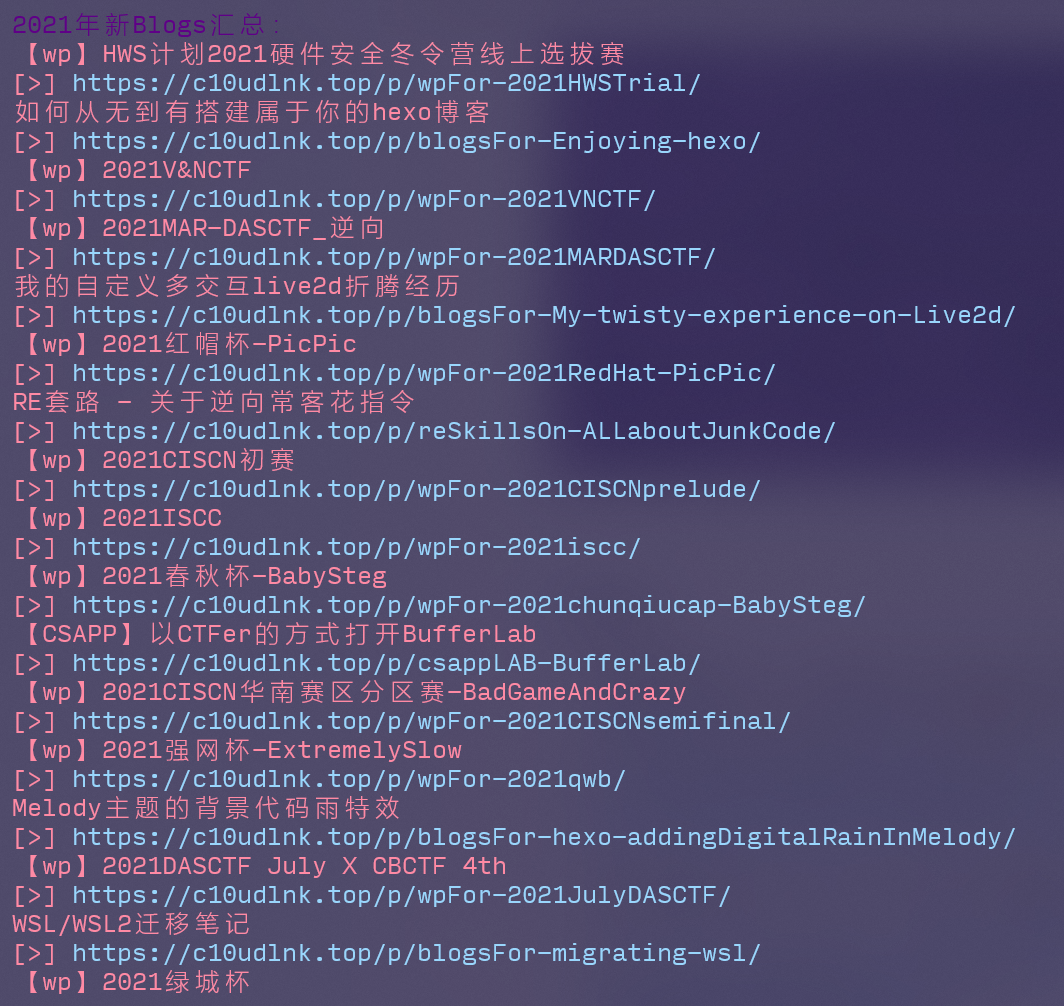 2021年新Blogs汇总:
【wp】HWS计划2021硬件安全冬令营线上选拔赛
[>] https://c10udlnk.top/p/wpFor-2021HWSTrial/
如何从无到有搭建属于你的hexo博客
[>] https://c10udlnk.top/p/blogsFor-Enjoying-hexo/
【wp】2021V&NCTF
[>] https://c10udlnk.top/p/wpFor-2021VNCTF/
【wp】2021MAR-DASCTF_逆向
[>] https://c10udlnk.top/p/wpFor-2021MARDASCTF/
我的自定义多交互live2d折腾经历
[>] https://c10udlnk.top/p/blogsFor-My-twisty-experience-on-Live2d/
【wp】2021红帽杯-PicPic
[>] https://c10udlnk.top/p/wpFor-2021RedHat-PicPic/
RE套路 - 关于逆向常客花指令
[>] https://c10udlnk.top/p/reSkillsOn-ALLaboutJunkCode/
【wp】2021CISCN初赛
[>] https://c10udlnk.top/p/wpFor-2021CISCNprelude/
【wp】2021ISCC
[>] https://c10udlnk.top/p/wpFor-2021iscc/
【wp】2021春秋杯-BabySteg
[>] https://c10udlnk.top/p/wpFor-2021chunqiucap-BabySteg/
【CSAPP】以CTFer的方式打开BufferLab
[>] https://c10udlnk.top/p/csappLAB-BufferLab/
【wp】2021CISCN华南赛区分区赛-BadGameAndCrazy
[>] https://c10udlnk.top/p/wpFor-2021CISCNsemifinal/
【wp】2021强网杯-ExtremelySlow
[>] https://c10udlnk.top/p/wpFor-2021qwb/
Melody主题的背景代码雨特效
[>] https://c10udlnk.top/p/blogsFor-hexo-addingDigitalRainInMelody/
【wp】2021DASCTF July X CBCTF 4th
[>] https://c10udlnk.top/p/wpFor-2021JulyDASCTF/
WSL/WSL2迁移笔记
[>] https://c10udlnk.top/p/blogsFor-migrating-wsl/
【wp】2021绿城杯